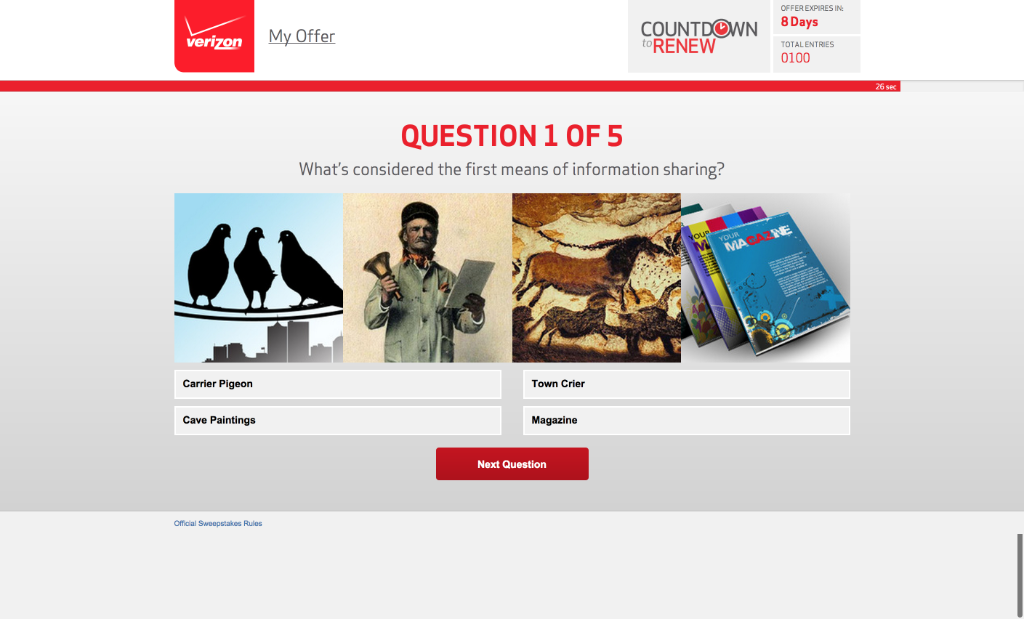 verizon
My Offer
COUNTDOWN
to RENEW
OFFER EXPIRES IN:
8 Days
TOTAL ENTRIES
0100
26 sec
QUESTION 1 OF 5
What's considered the first means of information sharing?
YOUR
MAGAZINE
Carrier Pigeon
Town Crier
Cave Paintings
Magazine
Next Question
Official Sweepstakes Rules